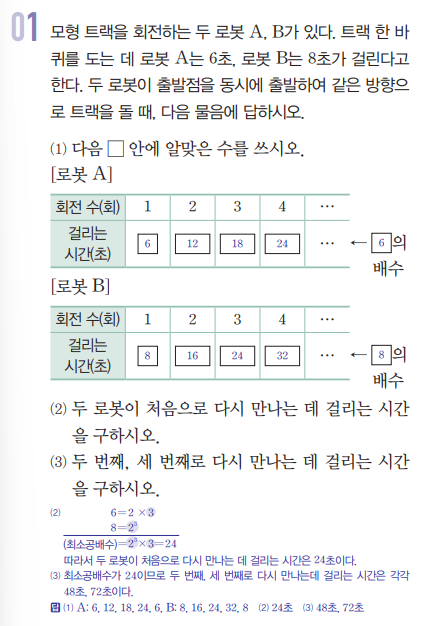 01 모형 트랙을 회전하는 두 로봇 A, B가 있다. 트랙 한 바
퀴를 도는 데 로봇 A는 6초, 로봇 B는 8초가 걸린다고
한다. 두 로봇이 출발점을 동시에 출발하여 같은 방향으
로 트랙을 돌 때, 다음 물음에 답하시오.
⑴ 다음 □ 안에 알맞은 수를 쓰시오.
[로봇 A]
회전 수(회) 1 2 3 4 …
걸리는
시간(초) 6 12 18 24 … ← 6의
배수
[로봇 B]
회전 수(회) 1 2 3 4 …
걸리는
시간(초) 8 16 24 32 … ← 8의
배수
⑵ 두 로봇이 처음으로 다시 만나는 데 걸리는 시간
을 구하시오.
⑶ 두 번째, 세 번째로 다시 만나는 데 걸리는 시간
을 구하시오.
⑵ 6=2 ×3
8=2³
(최소공배수)=2³×3=24
따라서 두 로봇이 처음으로 다시 만나는 데 걸리는 시간은 24초이다.
⑶ 최소공배수가 24이므로 두 번째, 세 번째로 다시 만나는데 걸리는 시간은 각각
48초, 72초이다.
답 ⑴ A: 6, 12, 18, 24, 6, B: 8, 16, 24, 32, 8 ⑵ 24초 ⑶ 48초, 72초